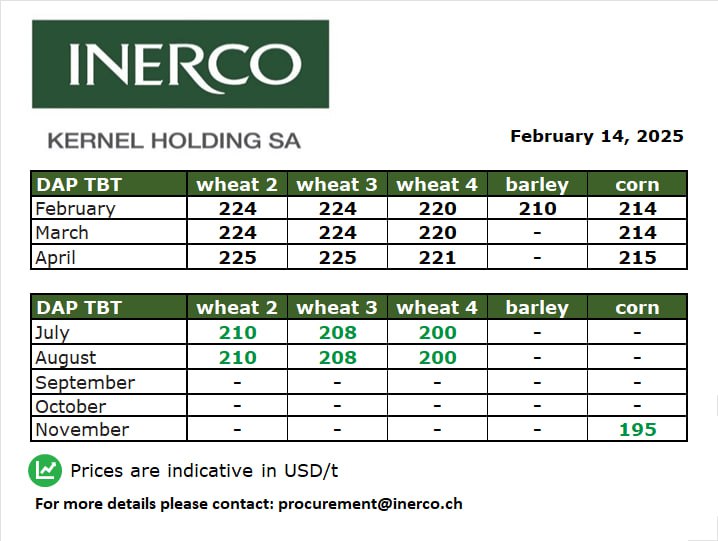 INERCO
KERNEL HOLDING SA
February 14, 2025
DAP TBT wheat 2 wheat 3 wheat 4 barley corn
February 224 224 220 210 214
March 224 224 220 - 214
April 225 225 221 - 215
DAP TBT wheat 2 wheat 3 wheat 4 barley corn
July 210 208 200 - -
August 210 208 200 - -
September - - - - -
October - - - - -
November - - - - 195
Prices are indicative in USD/t
For more details please contact: procurement@inerco.ch